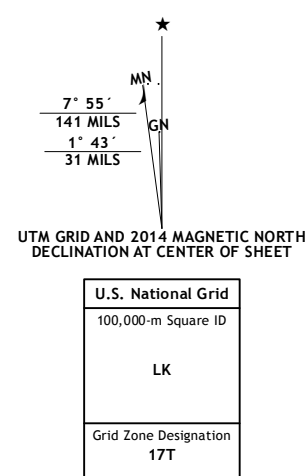 ★
MN
7° 55´
141 MILS
GN
1° 43´
31 MILS
UTM GRID AND 2014 MAGNETIC NORTH
DECLINATION AT CENTER OF SHEET
U.S. National Grid
100,000-m Square ID
LK
Grid Zone Designation
17T